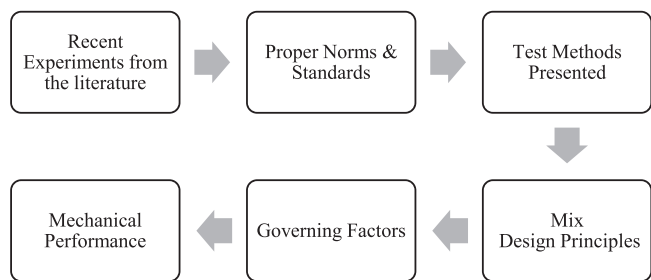 Recent
Experiments from
the literature
Proper Norms &
Standards
Test Methods
Presented
Mix
Design Principles
Governing Factors
Mechanical
Performance